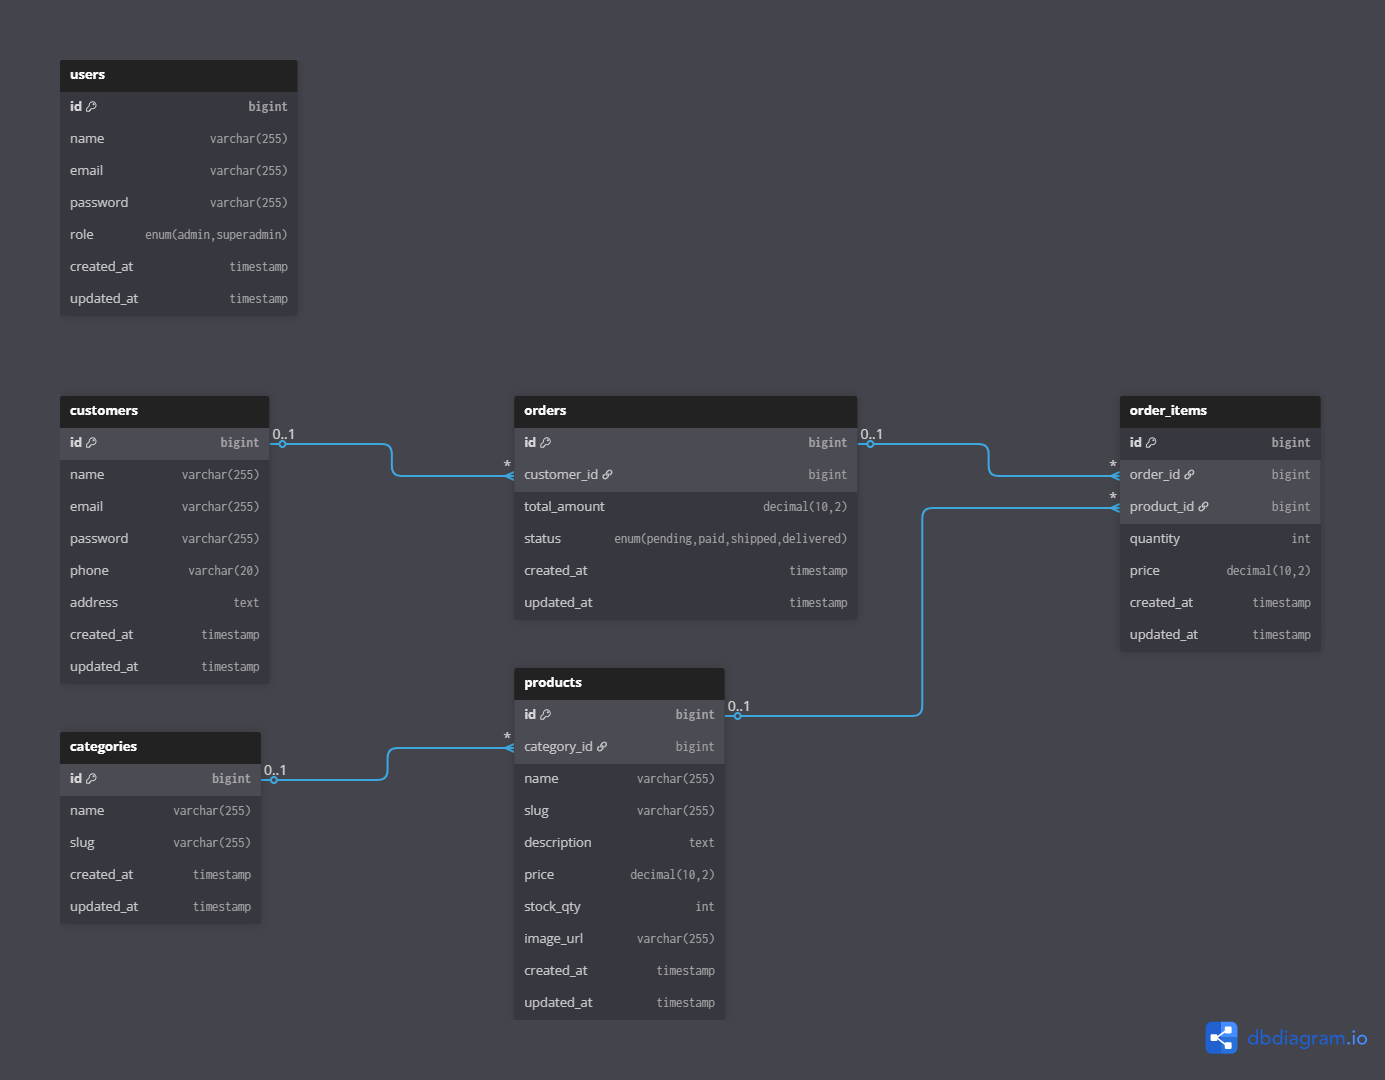 users
id bigint
name varchar(255)
email varchar(255)
password varchar(255)
role enum(admin,superadmin)
created_at timestamp
updated_at timestamp
customers
id bigint
name varchar(255)
email varchar(255)
password varchar(255)
phone varchar(20)
address text
created_at timestamp
updated_at timestamp
0..1
*
orders
id bigint
customer_id bigint
total_amount decimal(10,2)
status enum(pending,paid,shipped,delivered)
created_at timestamp
updated_at timestamp
0..1
*
*
order_items
id bigint
order_id bigint
product_id bigint
quantity int
price decimal(10,2)
created_at timestamp
updated_at timestamp
categories
id bigint
name varchar(255)
slug varchar(255)
created_at timestamp
updated_at timestamp
0..1
*
products
id bigint
category_id bigint
name varchar(255)
slug varchar(255)
description text
price decimal(10,2)
stock_qty int
image_url varchar(255)
created_at timestamp
updated_at timestamp
0..1
dbdiagram.io